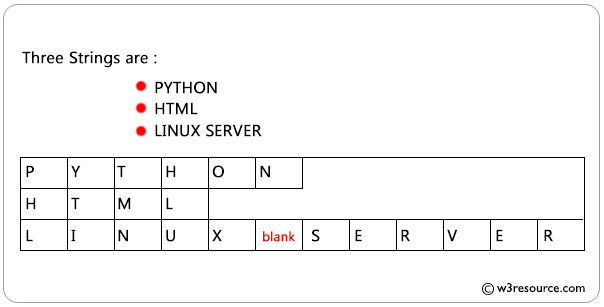 Three Strings are :
PYTHON
HTML
LINUX SERVER
P Y T H O N
H T M L
L I N U X blank S E R V E R
© w3resource.com